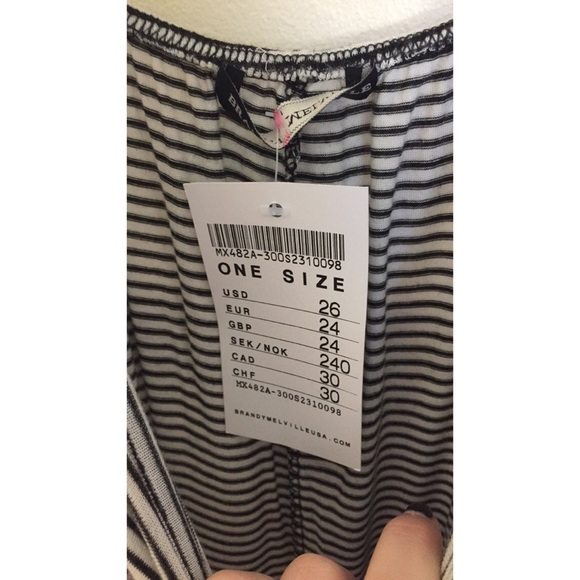 MX482A-300S2310098
ONE SIZE
USD 26
EUR 24
GBP 24
SEK/NOK 240
CAD 30
CHF 30
MX482A-300S2310098
BRANDYMELVILLEUSA.COM